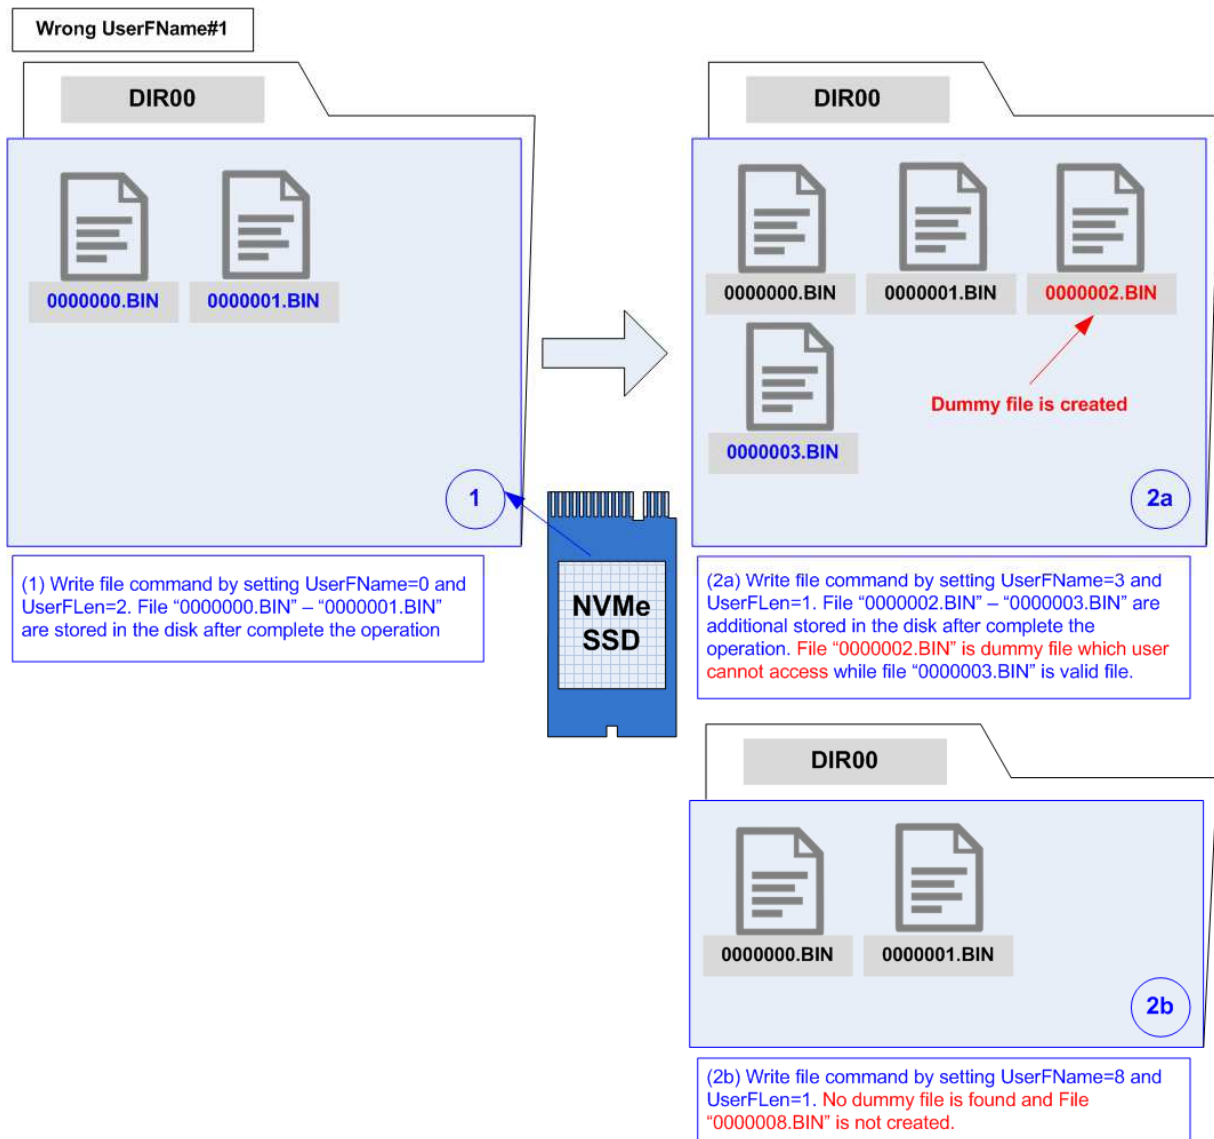 Wrong UserFName#1
DIR00
0000000.BIN
0000001.BIN
1
(1) Write file command by setting UserFName=0 and
UserFLen=2. File “0000000.BIN” – “0000001.BIN”
are stored in the disk after complete the operation
NVMe
SSD
DIR00
0000000.BIN
0000001.BIN
0000002.BIN
Dummy file is created
0000003.BIN
2a
(2a) Write file command by setting UserFName=3 and
UserFLen=1. File “0000002.BIN” – “0000003.BIN” are
additional stored in the disk after complete the
operation. File “0000002.BIN” is dummy file which user
cannot access while file “0000003.BIN” is valid file.
DIR00
0000000.BIN
0000001.BIN
2b
(2b) Write file command by setting UserFName=8 and
UserFLen=1. No dummy file is found and File
“0000008.BIN” is not created.